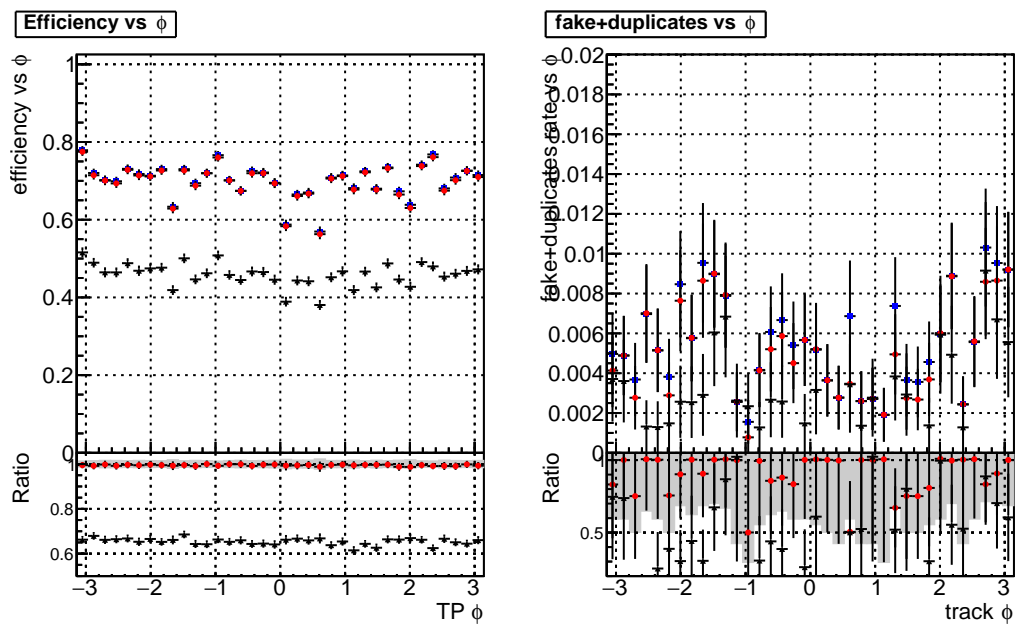 Efficiency vs ϕ
efficiency vs ϕ
1
0.8
0.6
0.4
0.2
0
Ratio
1
0.8
0.6
−3 −2 −1 0 1 2 3
TP ϕ
fake+duplicates vs ϕ
fake+duplicates rate vs ϕ
0.02
0.018
0.016
0.014
0.012
0.01
0.008
0.006
0.004
0.002
0
Ratio
0.5
−3 −2 −1 0 1 2 3
track ϕ